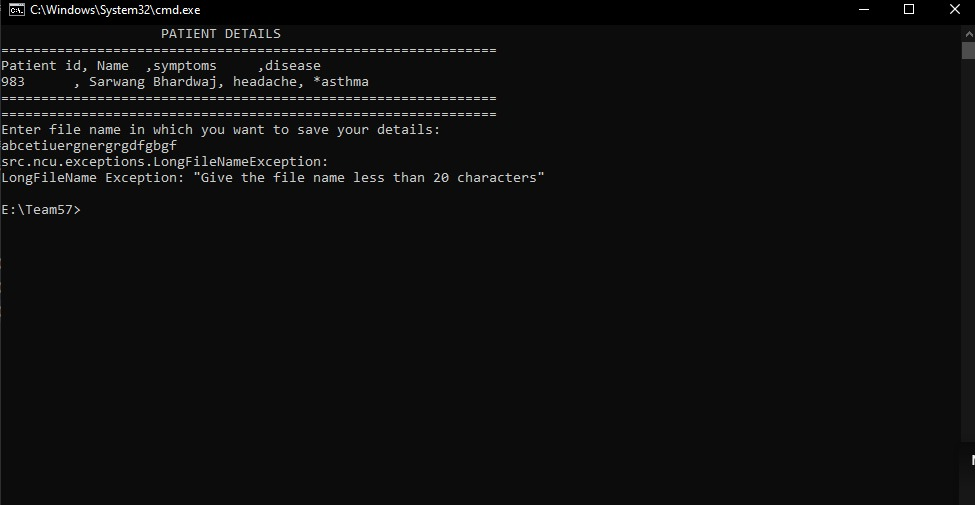 C:\Windows\System32\cmd.exe
PATIENT DETAILS
==============================================================
Patient id, Name  ,symptoms     ,disease
983      , Sarwang Bhardwaj, headache, *asthma
==============================================================
==============================================================
Enter file name in which you want to save your details:
abcetiuergnergrgdfgbgf
src.ncu.exceptions.LongFileNameException:
LongFileName Exception: "Give the file name less than 20 characters"
E:\Team57>